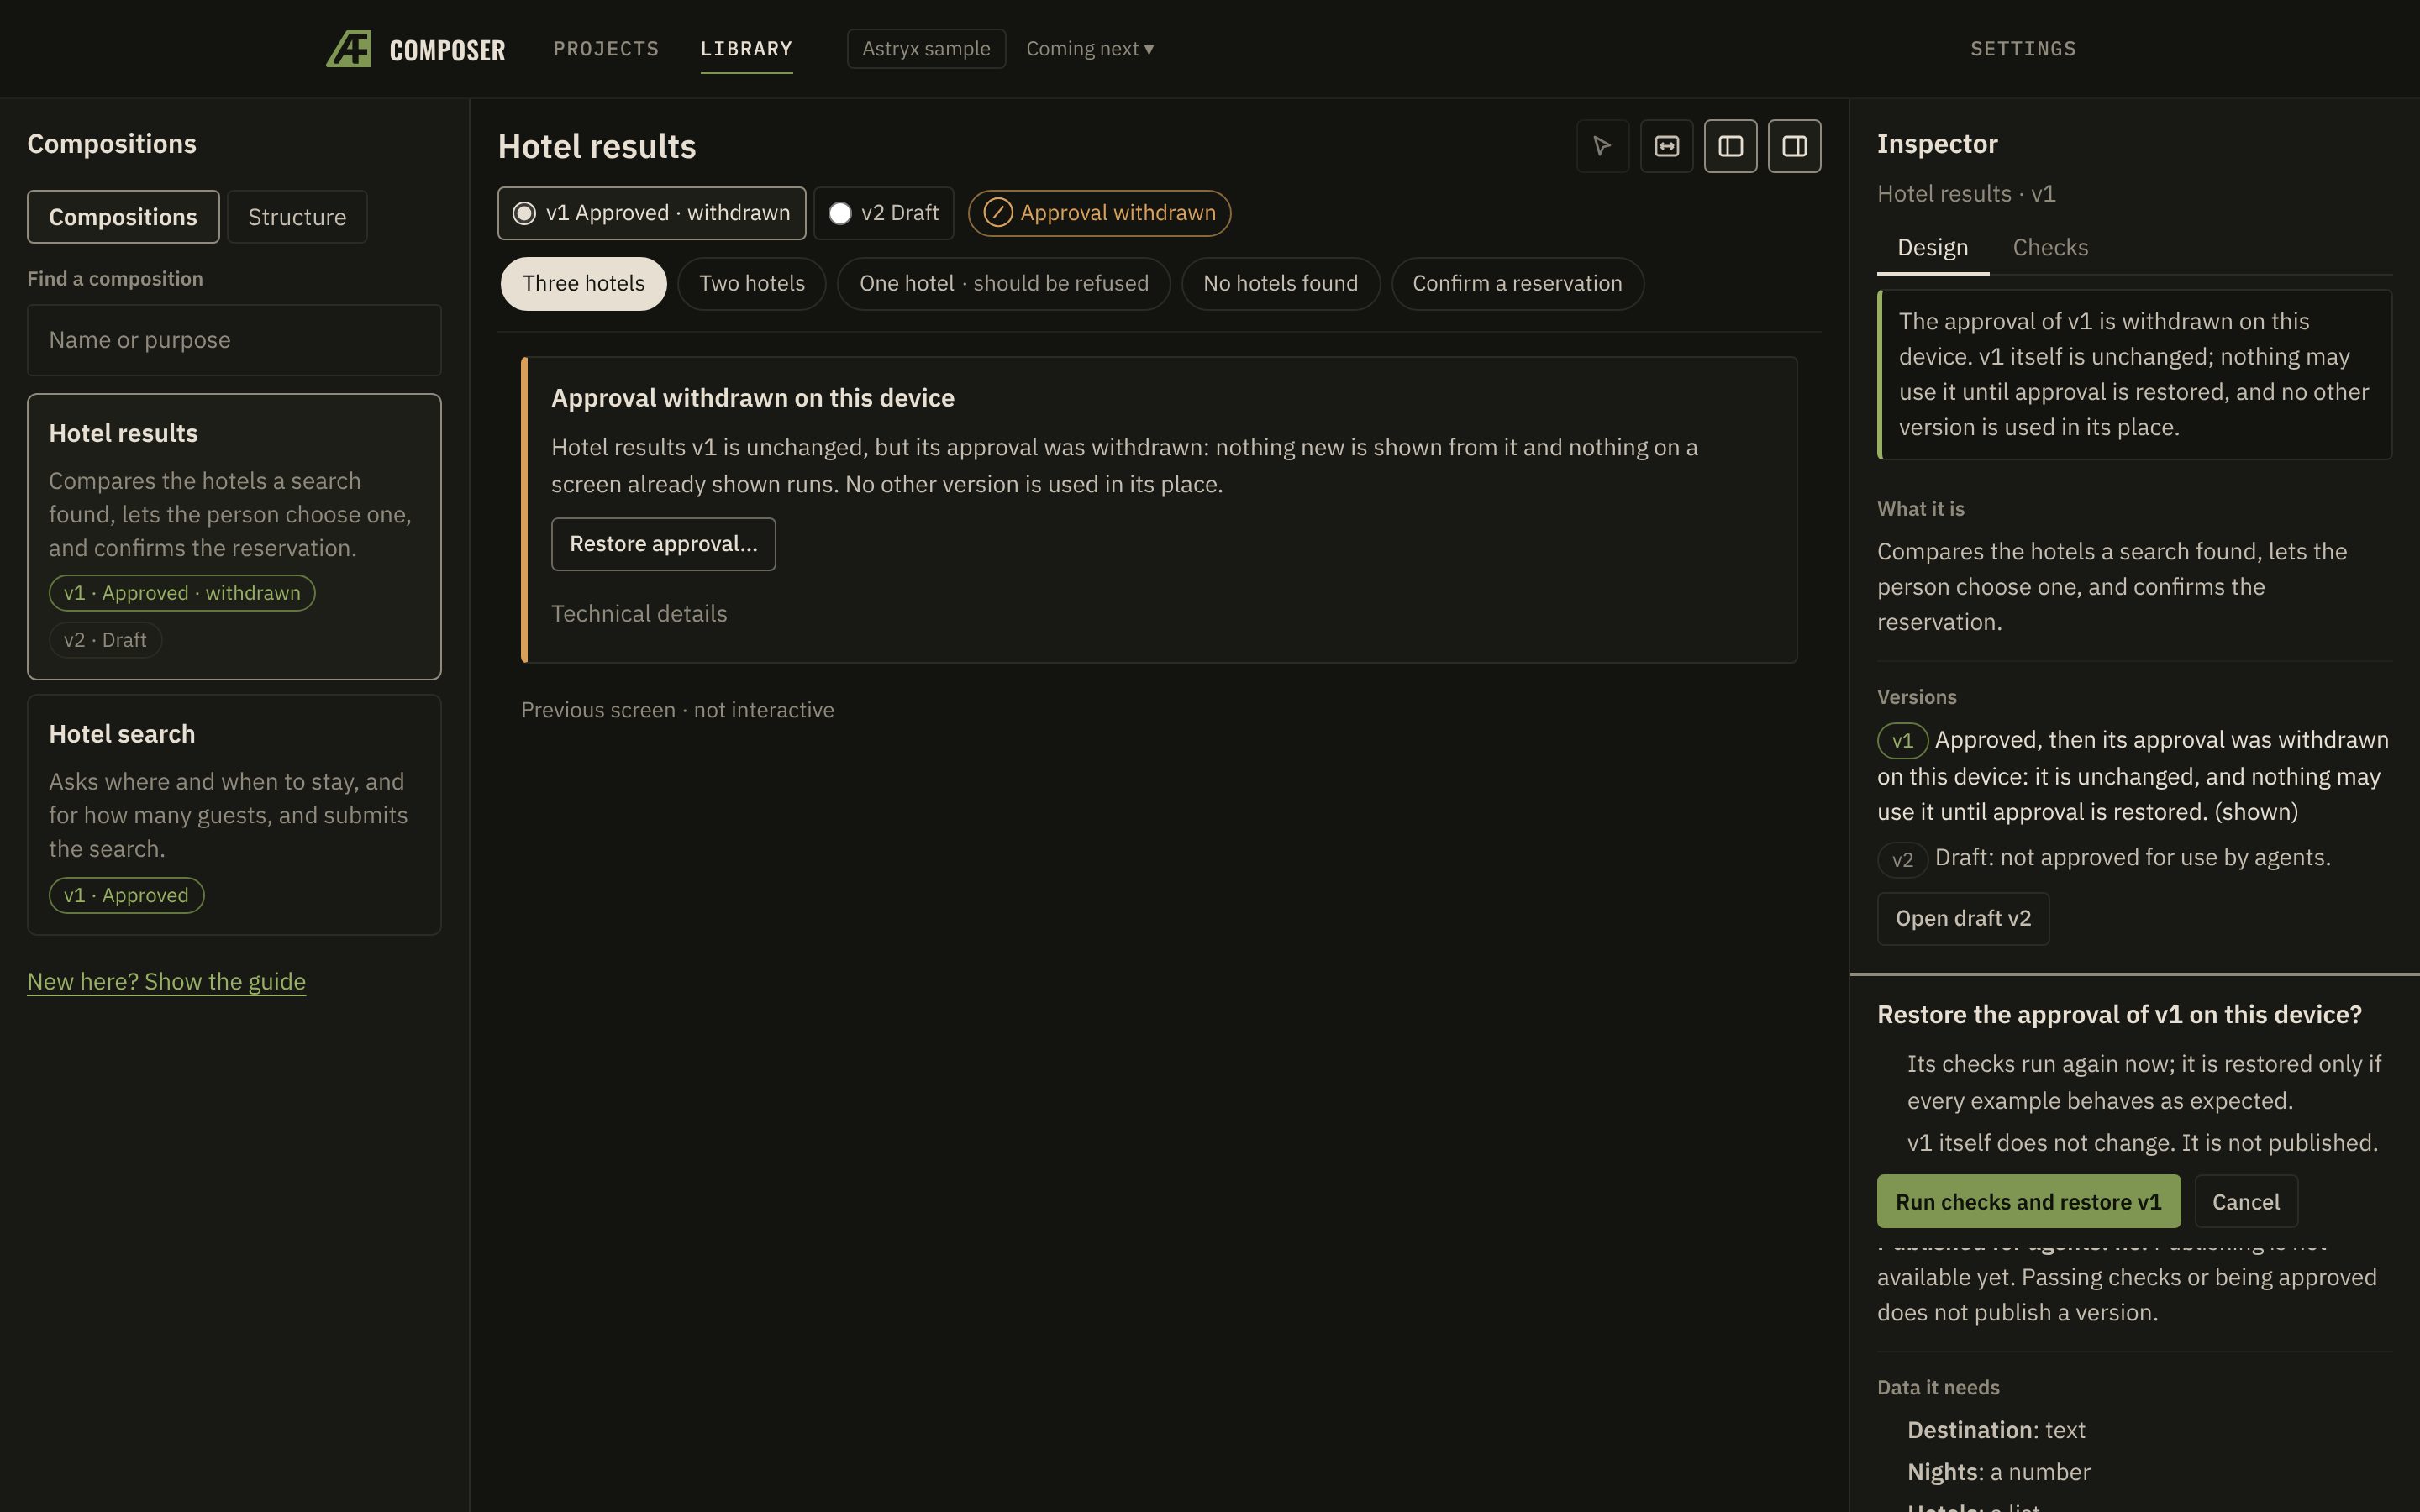 COMPOSER
PROJECTS
LIBRARY
Astryx sample
Coming next ▾
SETTINGS
Compositions
Compositions
Structure
Find a composition
Name or purpose
Hotel results
Compares the hotels a search
found, lets the person choose one,
and confirms the reservation.
v1 · Approved · withdrawn
v2 · Draft
Hotel search
Asks where and when to stay, and
for how many guests, and submits
the search.
v1 · Approved
New here? Show the guide
Hotel results
v1 Approved · withdrawn
v2 Draft
Approval withdrawn
Three hotels
Two hotels
One hotel · should be refused
No hotels found
Confirm a reservation
Approval withdrawn on this device
Hotel results v1 is unchanged, but its approval was withdrawn: nothing new is shown from it and nothing on a
screen already shown runs. No other version is used in its place.
Restore approval...
Technical details
Previous screen · not interactive
Inspector
Hotel results · v1
Design
Checks
The approval of v1 is withdrawn on this
device. v1 itself is unchanged; nothing may
use it until approval is restored, and no other
version is used in its place.
What it is
Compares the hotels a search found, lets the
person choose one, and confirms the
reservation.
Versions
v1 Approved, then its approval was withdrawn
on this device: it is unchanged, and nothing may
use it until approval is restored. (shown)
v2 Draft: not approved for use by agents.
Open draft v2
Restore the approval of v1 on this device?
Its checks run again now; it is restored only if
every example behaves as expected.
v1 itself does not change. It is not published.
Run checks and restore v1
Cancel
available yet. Passing checks or being approved
does not publish a version.
Data it needs
Destination: text
Nights: a number